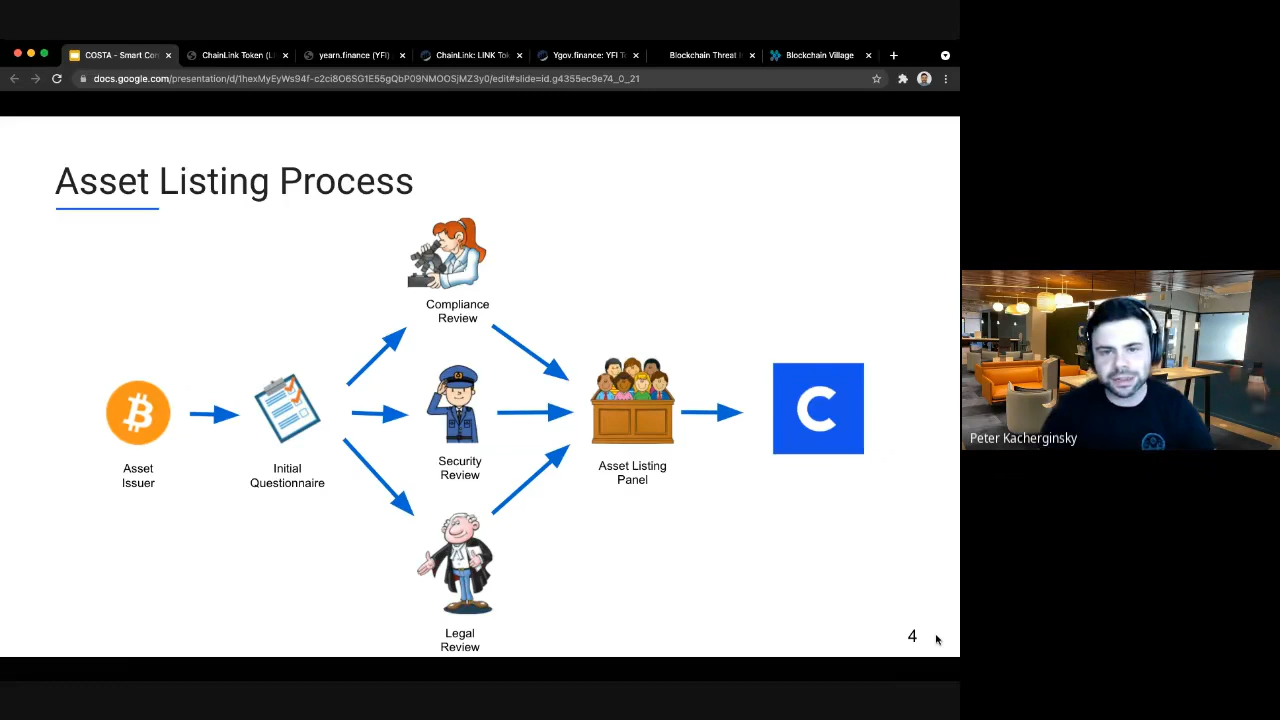 COSTA - Smart Con
ChainLink Token (LI
yearn.finance (YFI)
ChainLink: LINK Tok
Ygov.finance: YFI T
Blockchain Threat I
Blockchain Village
docs.google.com/presentation/d/1hexMyEyWs94f-c2ci8O6SG1E55gQbP09NMOOSjMZ3y0/edit#slide=id.g4355ec9e74_0_21
Asset Listing Process
Compliance
Review
Asset
Issuer
Initial
Questionnaire
Security
Review
Asset Listing
Panel
Legal
Review
4
Peter Kacherginsky